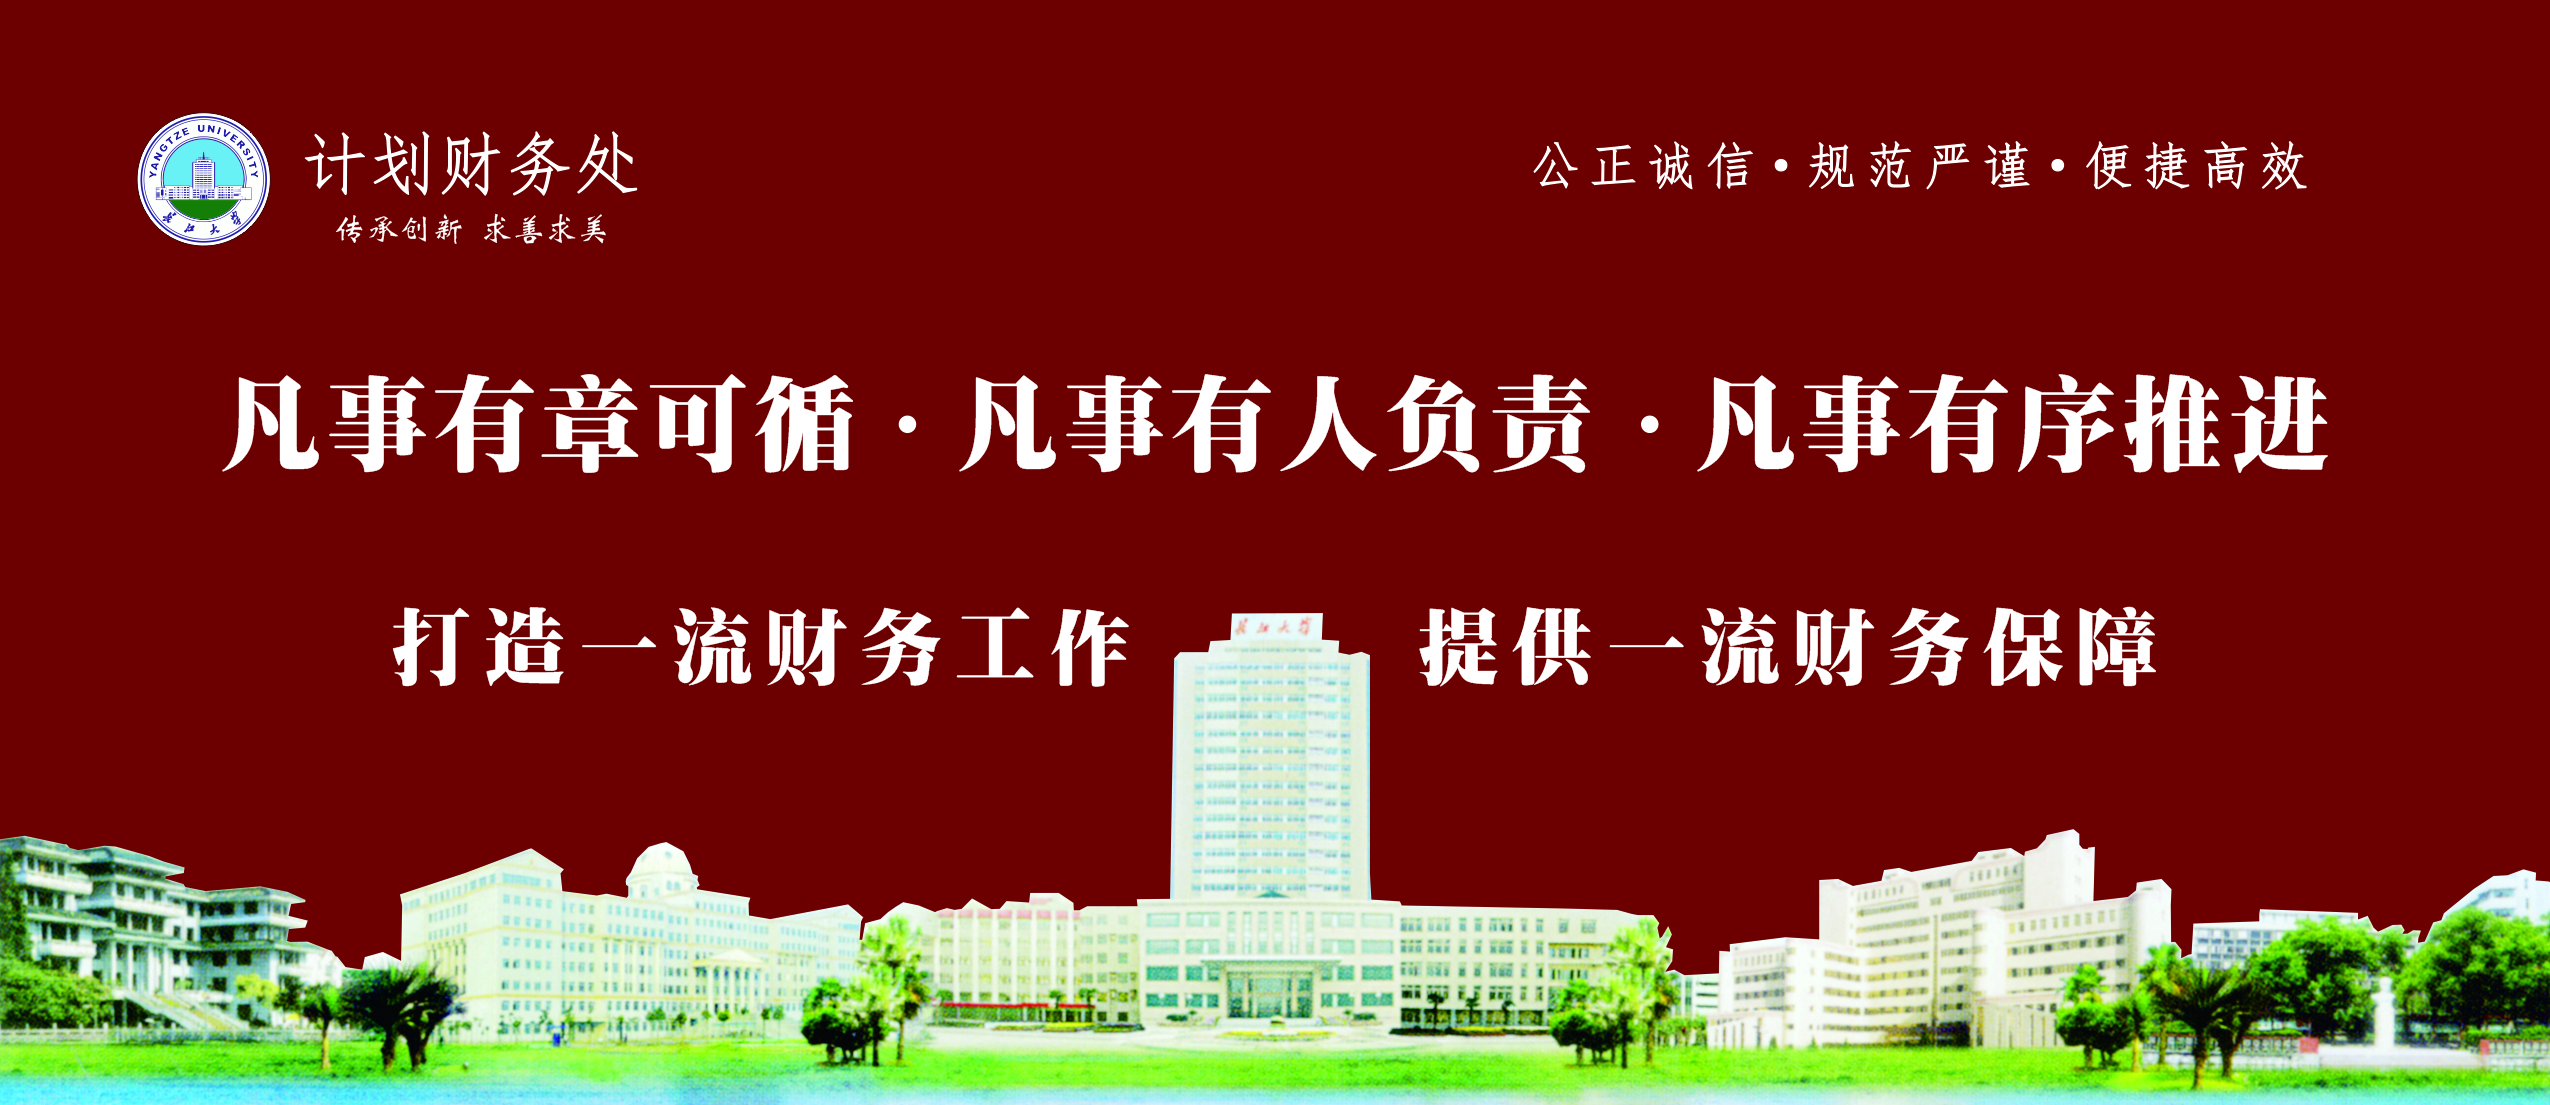 YANGTZE UNIVERSITY
长江大学
计划财务处
传承创新 求善求美
公正诚信·规范严谨·便捷高效
凡事有章可循·凡事有人负责·凡事有序推进
打造一流财务工作 提供一流财务保障
长江大学